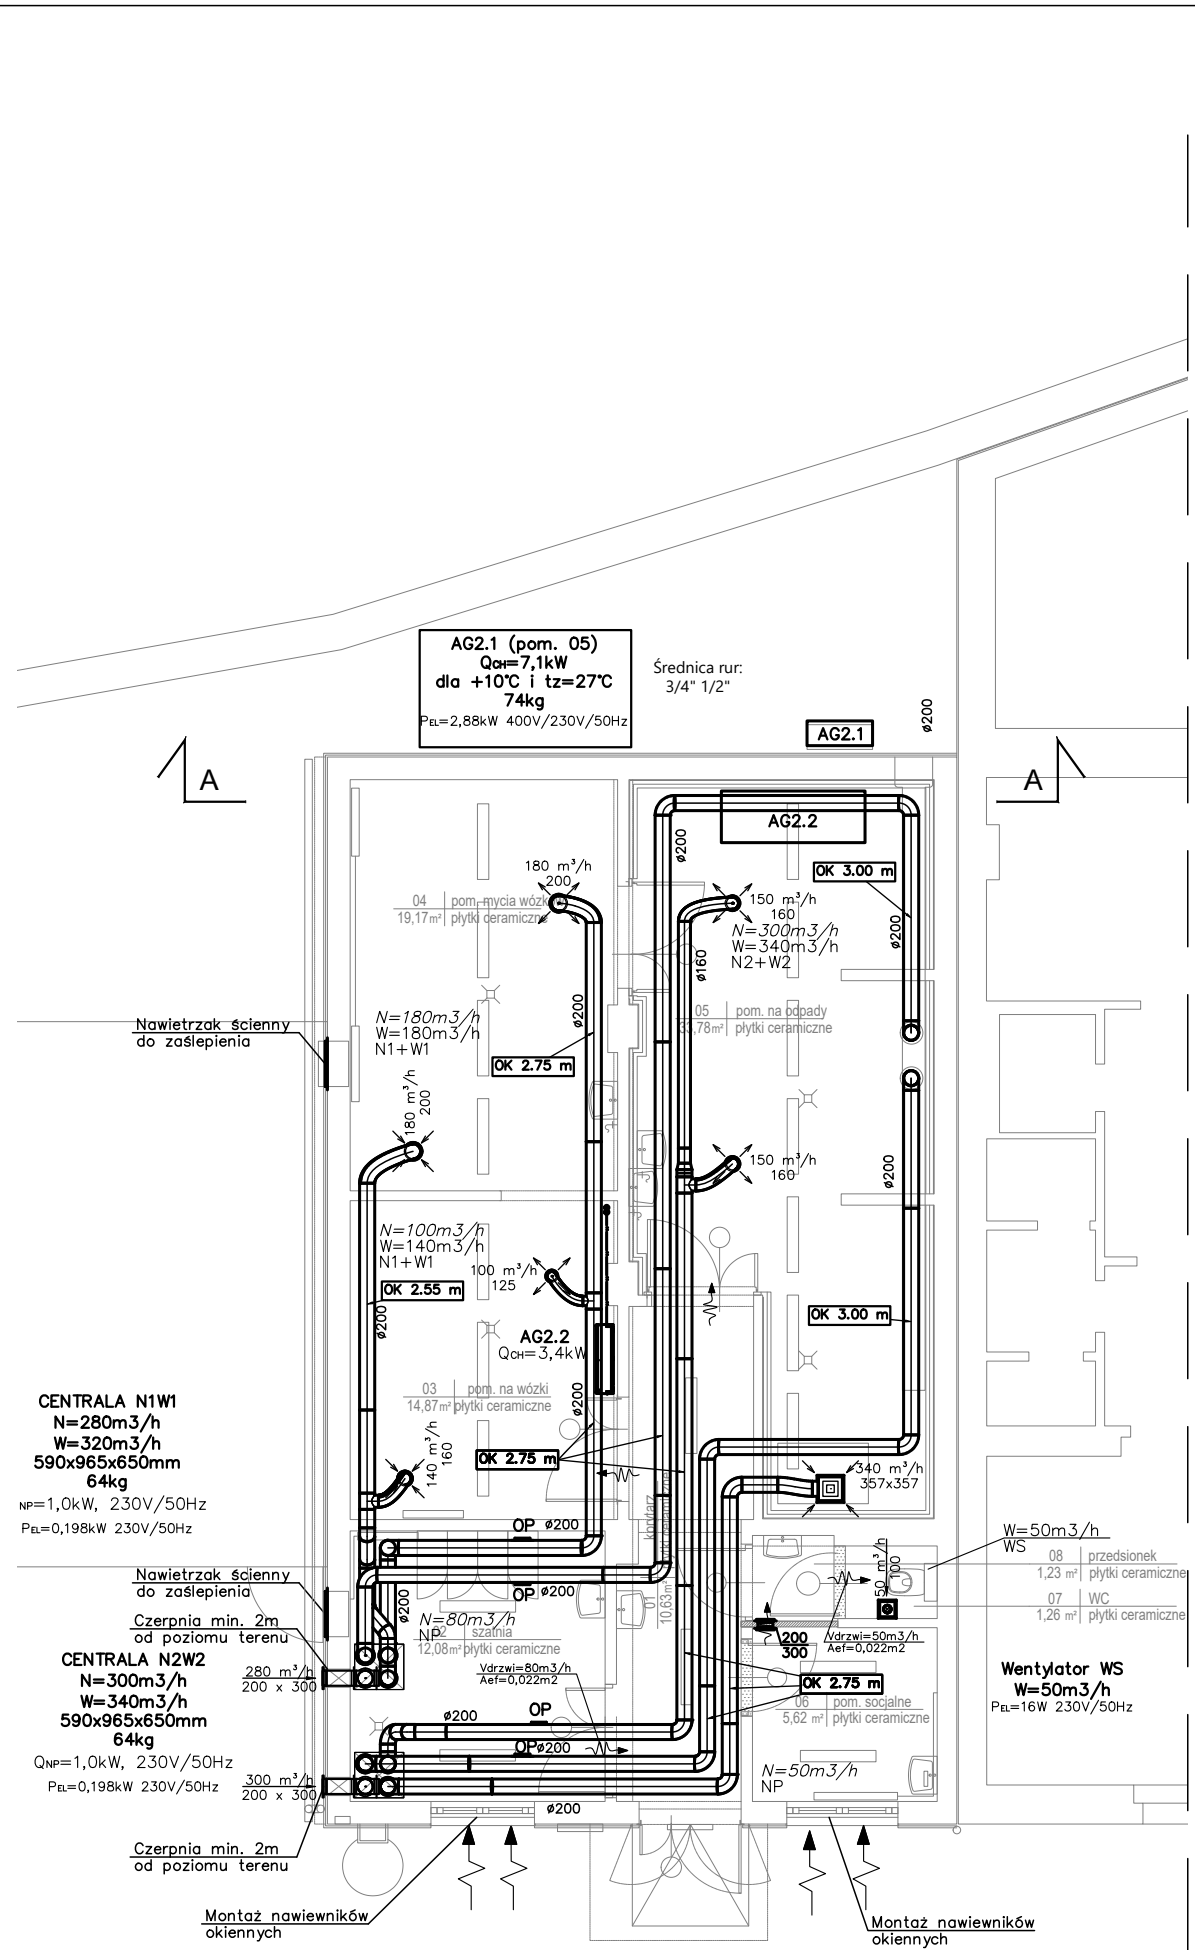 AG2.1 (pom. 05)
QCH=7,1kW
dla +10°C i tz=27°C
74kg
PEL=2,88kW 400V/230V/50Hz
Średnica rur:
3/4" 1/2"
ø200
AG2.1
A
A
AG2.2
ø200
OK 3.00 m
180 m³/h
200
04 pom. mycia wózk
19,17m² płytki ceramiczne
150 m³/h
160
N=300m3/h
W=340m3/h
N2+W2
ø200
ø160
05 pom. na odpady
33,78m² płytki ceramiczne
ø200
N=180m3/h
W=180m3/h
N1+W1
Nawietrzak ścienny
do zaślepienia
OK 2.75 m
180 m³/h
200
150 m³/h
160
ø200
N=100m3/h
W=140m3/h
N1+W1
100 m³/h
125
OK 2.55 m
ø200
OK 3.00 m
AG2.2
QCH=3,4kW
03 pom. na wózki
14,87m² płytki ceramiczne
ø200
CENTRALA N1W1
N=280m3/h
W=320m3/h
590x965x650mm
64kg
NP=1,0kW, 230V/50Hz
PEL=0,198kW 230V/50Hz
140 m³/h
160
OK 2.75 m
340 m³/h
357x357
korytarz
płytki ceramiczne
01
10,63m²
OP ø200
W=50m3/h
WS
08 przedsionek
1,23 m² płytki ceramiczne
50 m³/h
100
07 WC
1,26 m² płytki ceramiczne
Nawietrzak ścienny
do zaślepienia
OP ø200
ø200
Czerpnia min. 2m
od poziomu terenu
N=80m3/h
NP
02 szatnia
12,08m² płytki ceramiczne
200
300
Vdrzwi=50m3/h
Aef=0,022m2
CENTRALA N2W2
N=300m3/h
W=340m3/h
590x965x650mm
64kg
QNP=1,0kW, 230V/50Hz
PEL=0,198kW 230V/50Hz
280 m³/h
200 x 300
Vdrzwi=80m3/h
Aef=0,022m2
OK 2.75 m
06 pom. socjalne
5,62 m² płytki ceramiczne
Wentylator WS
W=50m3/h
PEL=16W 230V/50Hz
ø200
OP
OP ø200
N=50m3/h
NP
300 m³/h
200 x 300
ø200
Czerpnia min. 2m
od poziomu terenu
Montaż nawiewników
okiennych
Montaż nawiewników
okiennych